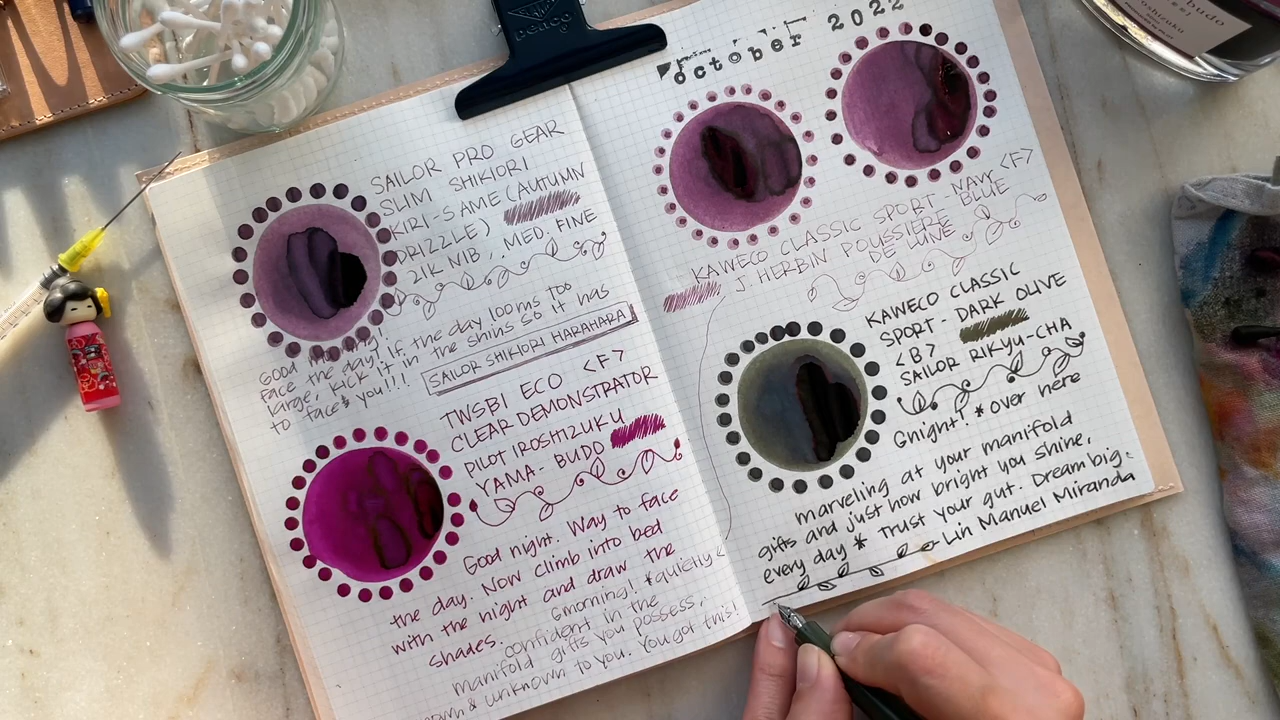 penco
October 2022
SAILOR PRO GEAR
SLIM SHIKIORI
KIRI-SAME (AUTUMN
DRIZZLE)
21K NIB, MED. FINE
face the day! If the day looms too
large, kick it in the shins so it has
to face you!!!
SAILOR SHIKIORI HARAHARA
TWSBI ECO <F>
CLEAR DEMONSTRATOR
PILOT IROSHIZUKU
YAMA-BUDO
Good night. Way to face
the day. Now climb into bed
with the night and draw the
shades.
Gmorning! *quietly
confident in the
manifold gifts you possess,
& unknown to you. You got this!
<F>
KAWECO CLASSIC SPORT - NAVY BLUE
J. HERBIN POUSSIÈRE
DE LUNE
KAWECO CLASSIC
SPORT - DARK OLIVE
<B>
SAILOR RIKYU-CHA
Gnight! * over here
marveling at your manifold
gifts and just how bright you shine,
every day * Trust your gut. Dream big.
- Lin Manuel Miranda
budo